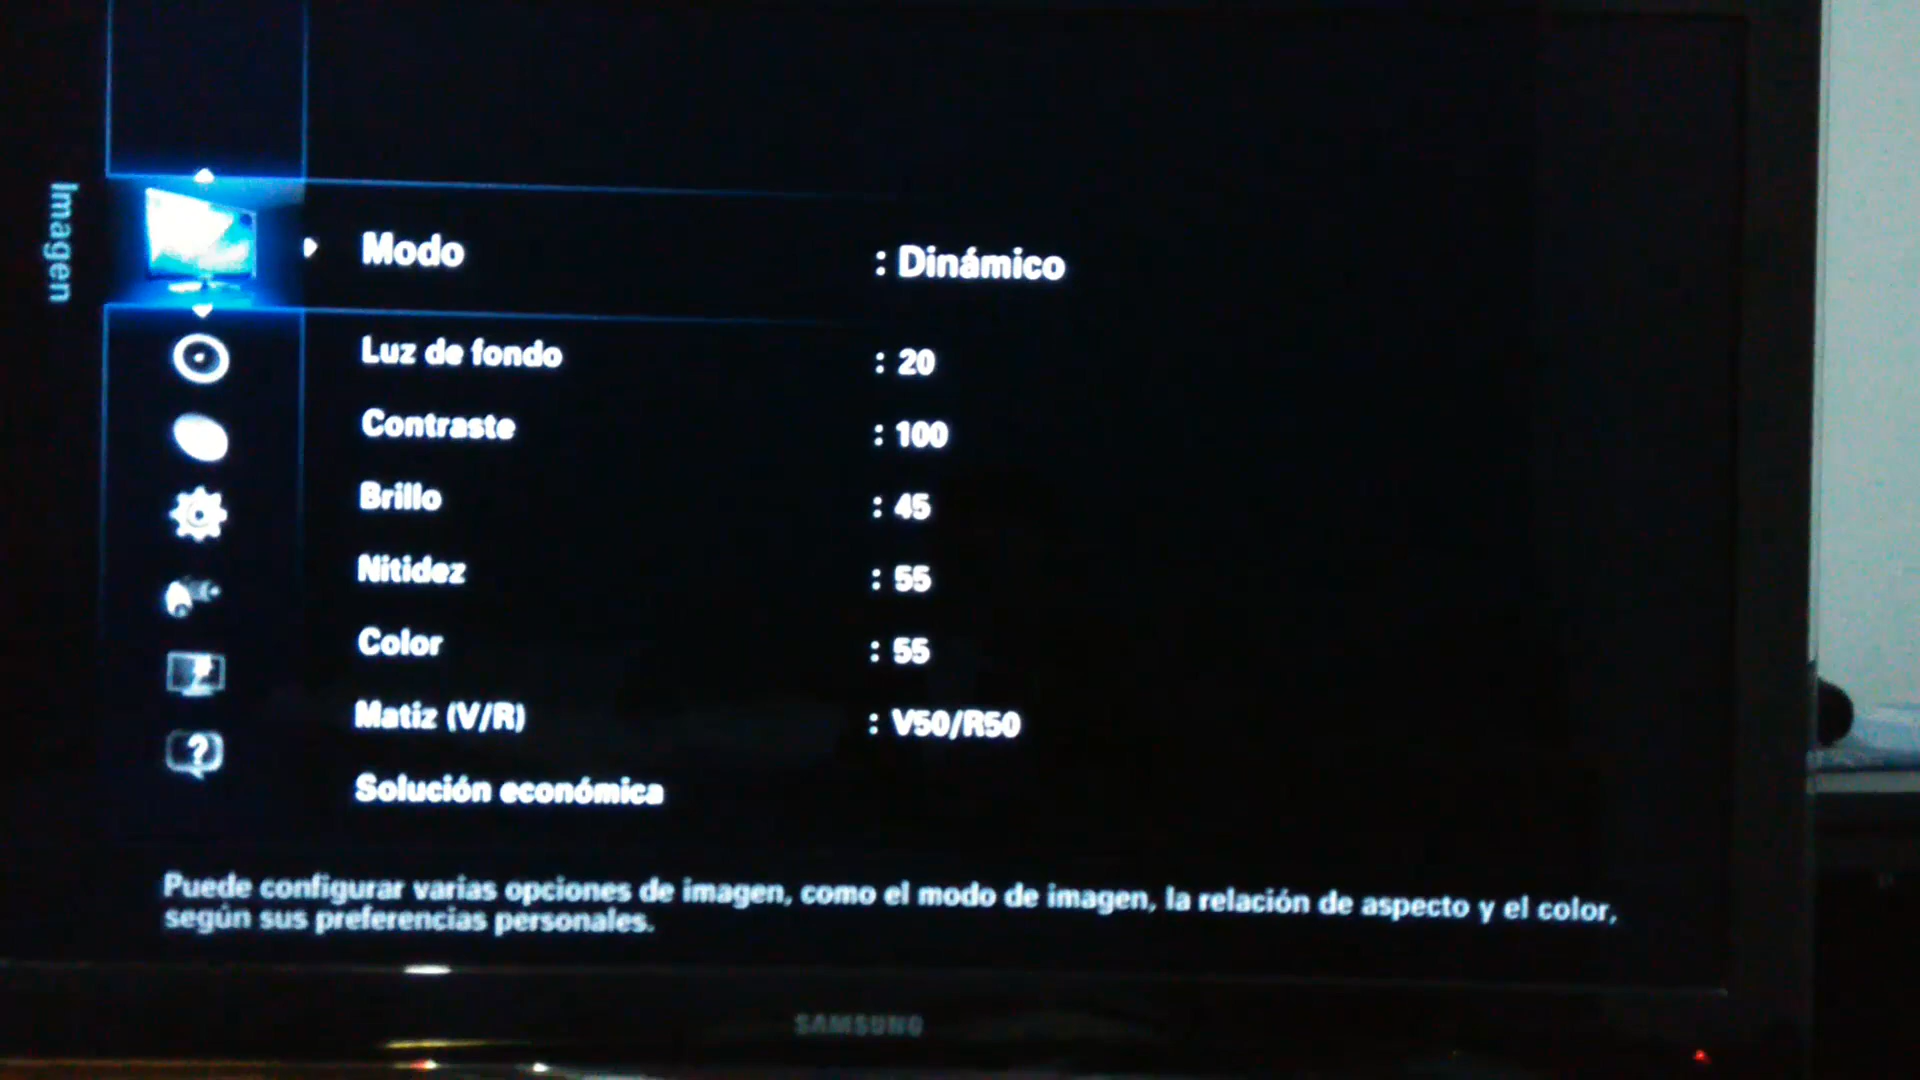 Imagen
Modo : Dinámico
Luz de fondo : 20
Contraste : 100
Brillo : 45
Nitidez : 55
Color : 55
Matiz (V/R) : V50/R50
Solución económica
Puede configurar varias opciones de imagen, como el modo de imagen, la relación de aspecto y el color,
según sus preferencias personales.
SAMSUNG